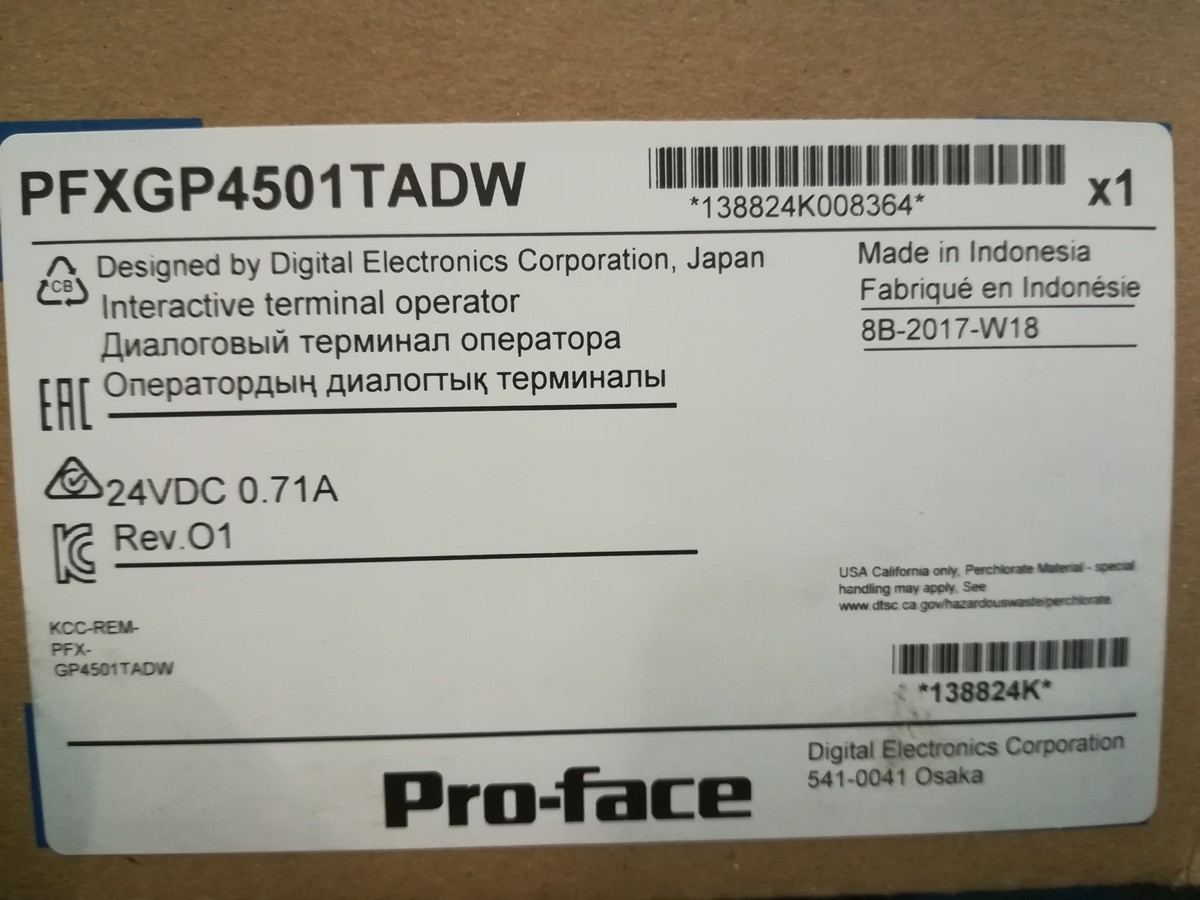 PFXGP4501TADW
*138824K008364*
x1
CB
Designed by Digital Electronics Corporation, Japan
Interactive terminal operator
Диалоговый терминал оператора
Оператордың диалогтық терминалы
EAC
Made in Indonesia
Fabriqué en Indonésie
8B-2017-W18
24VDC 0.71A
Rev.O1
KC
KCC-REM-
PFX-
GP4501TADW
USA California only. Perchlorate Material - special
handling may apply. See
www.dtsc.ca.gov/hazardouswaste/perchlorate.
*138824K*
Pro-face
Digital Electronics Corporation
541-0041 Osaka